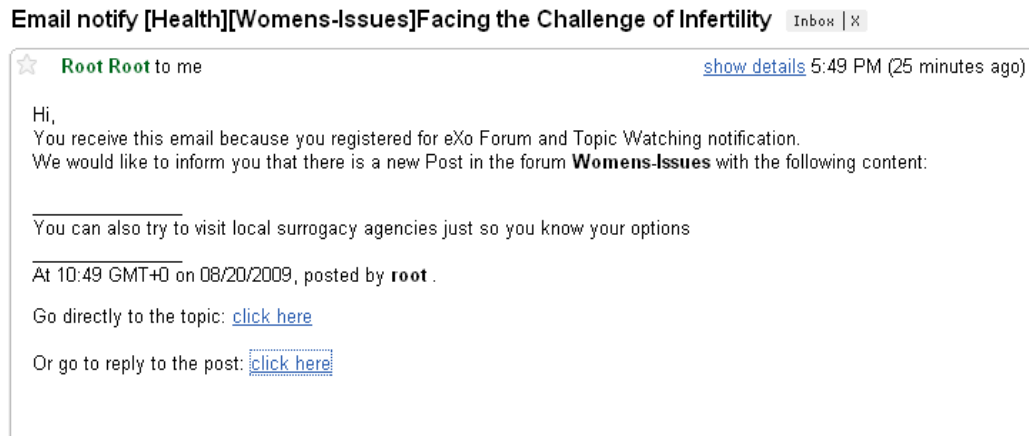 Email notify [Health][Womens-Issues]Facing the Challenge of Infertility Inbox | X
Root Root to me show details 5:49 PM (25 minutes ago)
Hi,
You receive this email because you registered for eXo Forum and Topic Watching notification.
We would like to inform you that there is a new Post in the forum Womens-Issues with the following content:
You can also try to visit local surrogacy agencies just so you know your options
At 10:49 GMT+0 on 08/20/2009, posted by root .
Go directly to the topic: click here
Or go to reply to the post: click here